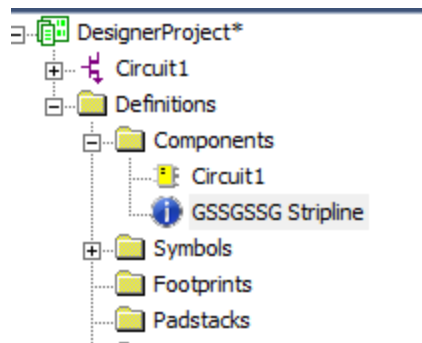 DesignerProject*
Circuit1
Definitions
Components
Circuit1
GSSGSSG Stripline
Symbols
Footprints
Padstacks